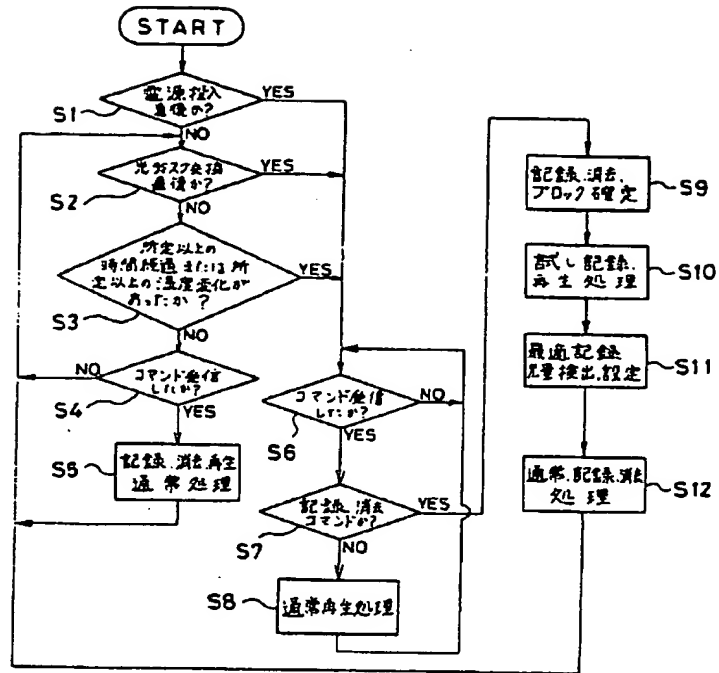 START
S1
電源投入
直後か?
YES
NO
S2
光ディスク交換
直後か?
YES
NO
S3
所定以上の
時間経過または所
定以上の温度変化が
あったか?
YES
NO
S4
コマンド発信
したか?
NO
YES
S5
記録、消去、再生
通常処理
S6
コマンド発信
したか?
NO
YES
S7
記録、消去
コマンドか?
YES
NO
S8
通常再生処理
記録、消去、
ブロック確定
S9
試し記録、
再生処理
S10
最適記録
光量検出、設定
S11
通常、記録、消去
処理
S12